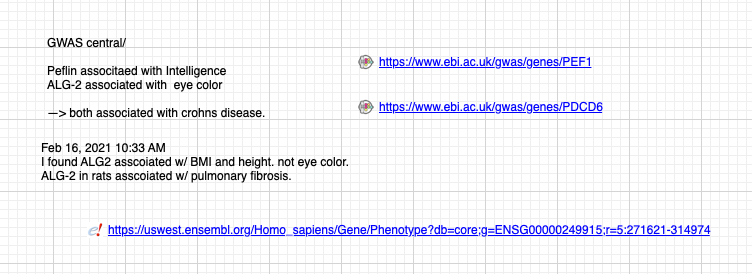 GWAS central/
Peflin associtaed with Intelligence
ALG-2 associated with  eye color
—> both associated with crohns disease.
https://www.ebi.ac.uk/gwas/genes/PEF1
https://www.ebi.ac.uk/gwas/genes/PDCD6
Feb 16, 2021 10:33 AM
I found ALG2 asscoiated w/ BMI and height. not eye color.
ALG-2 in rats asscoiated w/ pulmonary fibrosis.
https://uswest.ensembl.org/Homo_sapiens/Gene/Phenotype?db=core;g=ENSG00000249915;r=5:271621-314974